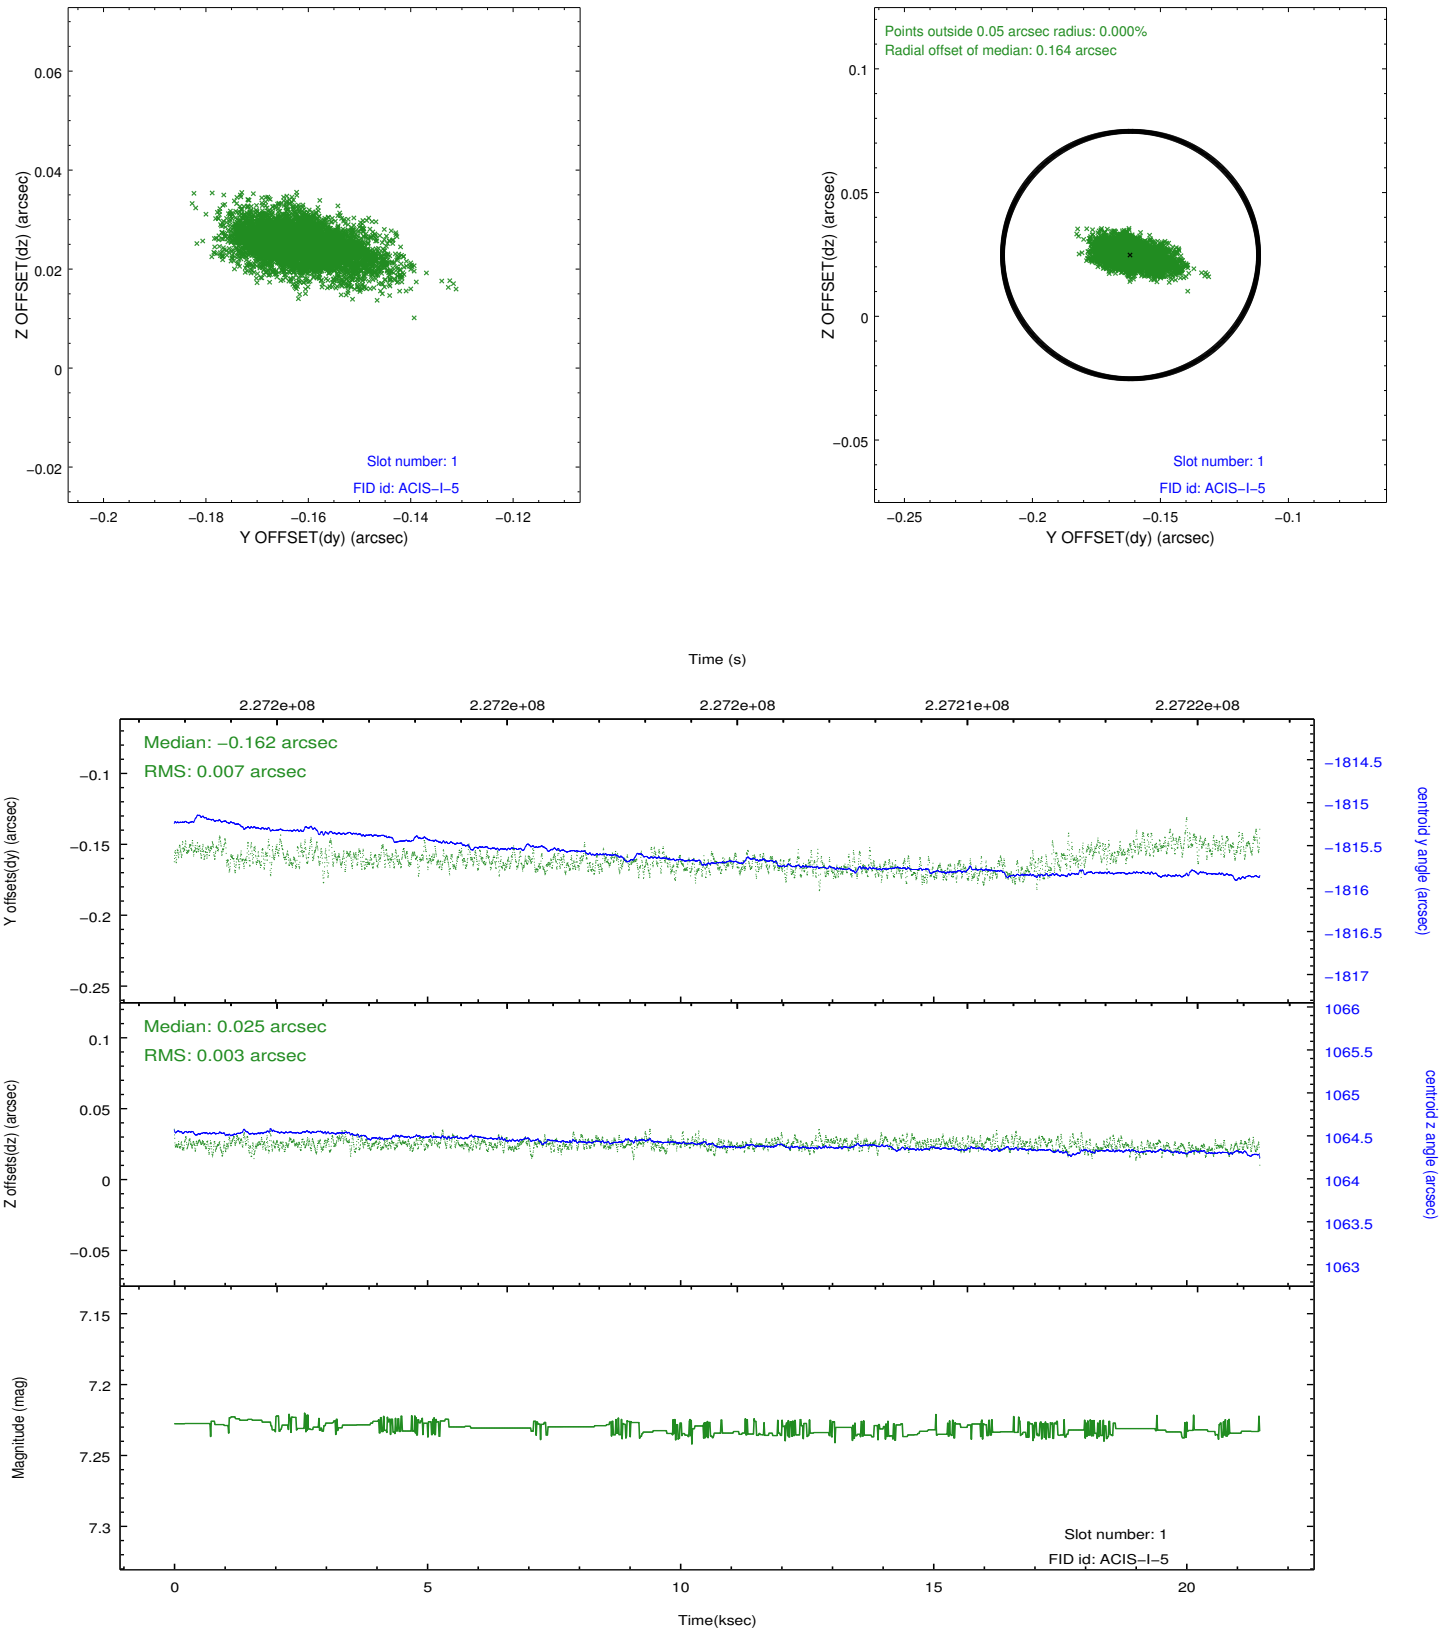 0.06
0.04
0.02
0
−0.02
Z OFFSET(dz) (arcsec)
Slot number: 1
FID id: ACIS−I−5
−0.2
−0.18
−0.16
−0.14
−0.12
Y OFFSET(dy) (arcsec)
Points outside 0.05 arcsec radius: 0.000%
Radial offset of median: 0.164 arcsec
0.1
0.05
0
−0.05
Z OFFSET(dz) (arcsec)
Slot number: 1
FID id: ACIS−I−5
−0.25
−0.2
−0.15
−0.1
Y OFFSET(dy) (arcsec)
Time (s)
2.272e+08
2.272e+08
2.272e+08
2.2721e+08
2.2722e+08
Median: −0.162 arcsec
RMS: 0.007 arcsec
−0.1
−0.15
−0.2
−0.25
Y offsets(dy) (arcsec)
−1814.5
−1815
−1815.5
−1816
−1816.5
−1817
centroid y angle (arcsec)
Median: 0.025 arcsec
RMS: 0.003 arcsec
0.1
0.05
0
−0.05
Z offsets(dz) (arcsec)
1066
1065.5
1065
1064.5
1064
1063.5
1063
centroid z angle (arcsec)
7.15
7.2
7.25
7.3
Magnitude (mag)
Slot number: 1
FID id: ACIS−I−5
0
5
10
15
20
Time(ksec)